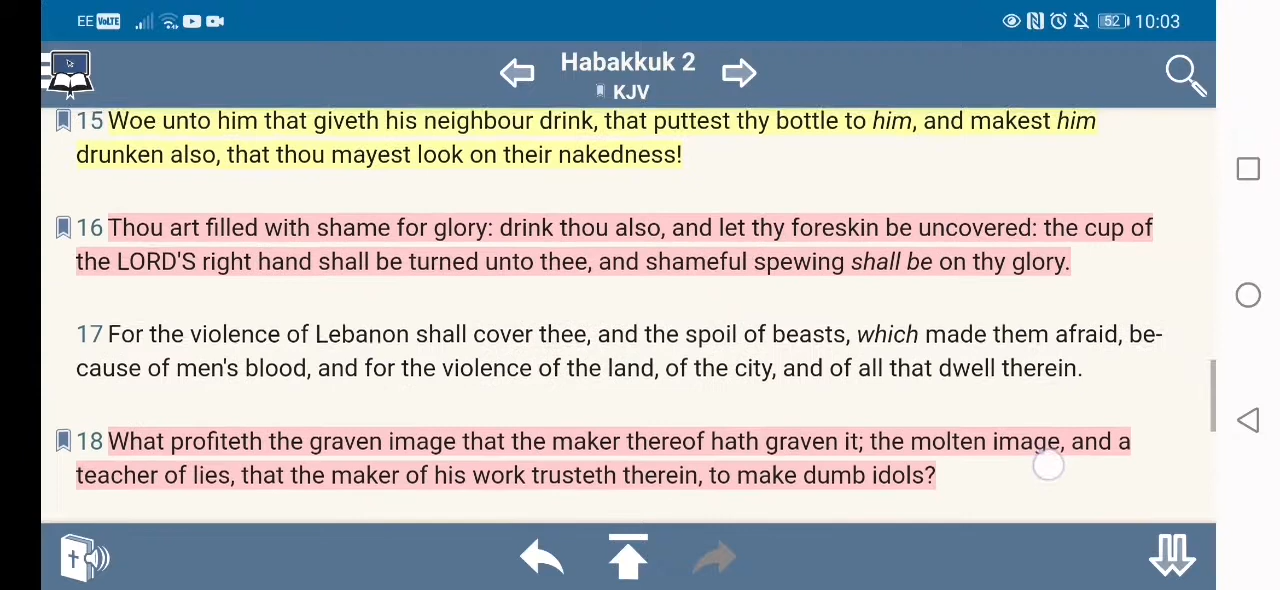 EE VoLTE 52 10:03
Habakkuk 2
KJV
15 Woe unto him that giveth his neighbour drink, that puttest thy bottle to him, and makest him
drunken also, that thou mayest look on their nakedness!
16 Thou art filled with shame for glory: drink thou also, and let thy foreskin be uncovered: the cup of
the LORD'S right hand shall be turned unto thee, and shameful spewing shall be on thy glory.
17 For the violence of Lebanon shall cover thee, and the spoil of beasts, which made them afraid, be-
cause of men's blood, and for the violence of the land, of the city, and of all that dwell therein.
18 What profiteth the graven image that the maker thereof hath graven it; the molten image, and a
teacher of lies, that the maker of his work trusteth therein, to make dumb idols?